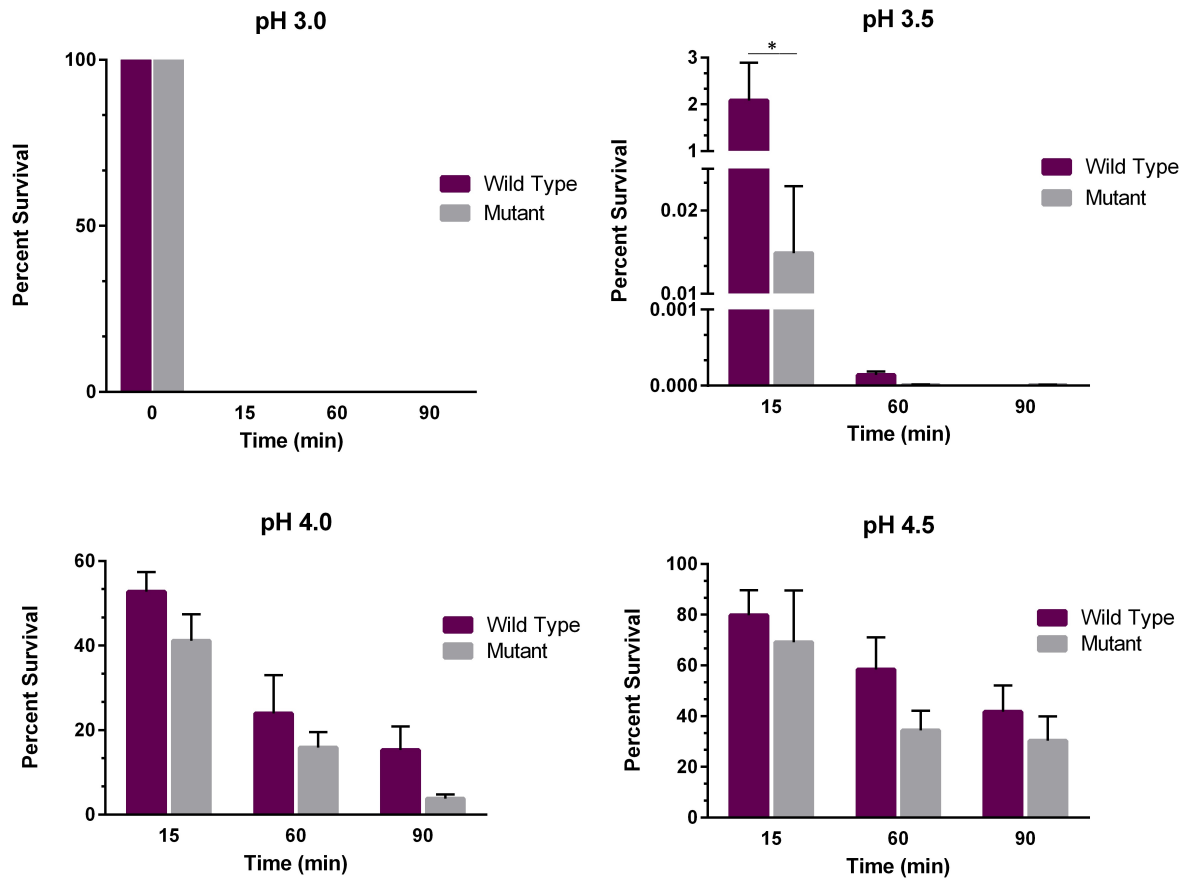 pH 3.0
100
50
0
Percent Survival
0 15 60 90
Time (min)
Wild Type
Mutant
pH 3.5
*
3
2
1
0.02
0.01
0.001
0.000
Percent Survival
15 60 90
Time (min)
Wild Type
Mutant
pH 4.0
60
40
20
0
Percent Survival
15 60 90
Time (min)
Wild Type
Mutant
pH 4.5
100
80
60
40
20
0
Percent Survival
15 60 90
Time (min)
Wild Type
Mutant